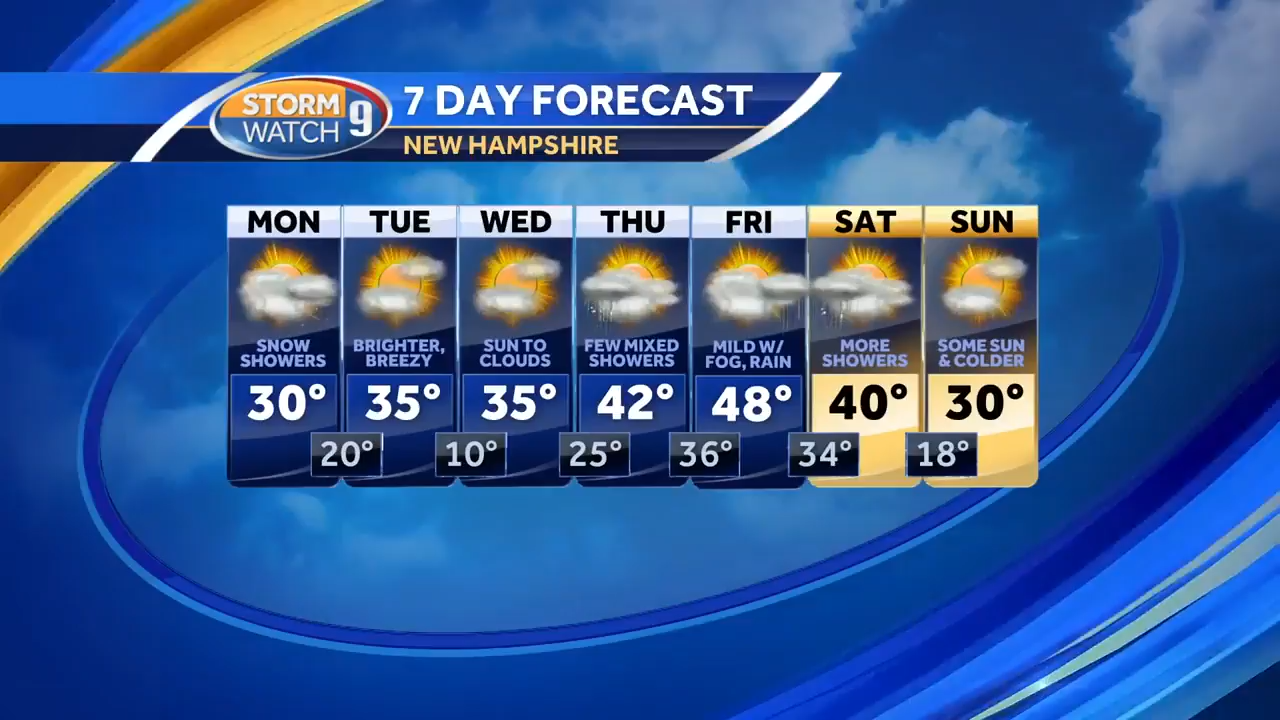 STORM
WATCH 9
7 DAY FORECAST
NEW HAMPSHIRE
MON TUE WED THU FRI SAT SUN
SNOW SHOWERS
BRIGHTER, BREEZY
SUN TO CLOUDS
FEW MIXED SHOWERS
MILD W/ FOG, RAIN
MORE SHOWERS
SOME SUN & COLDER
30° 35° 35° 42° 48° 40° 30°
20° 10° 25° 36° 34° 18°